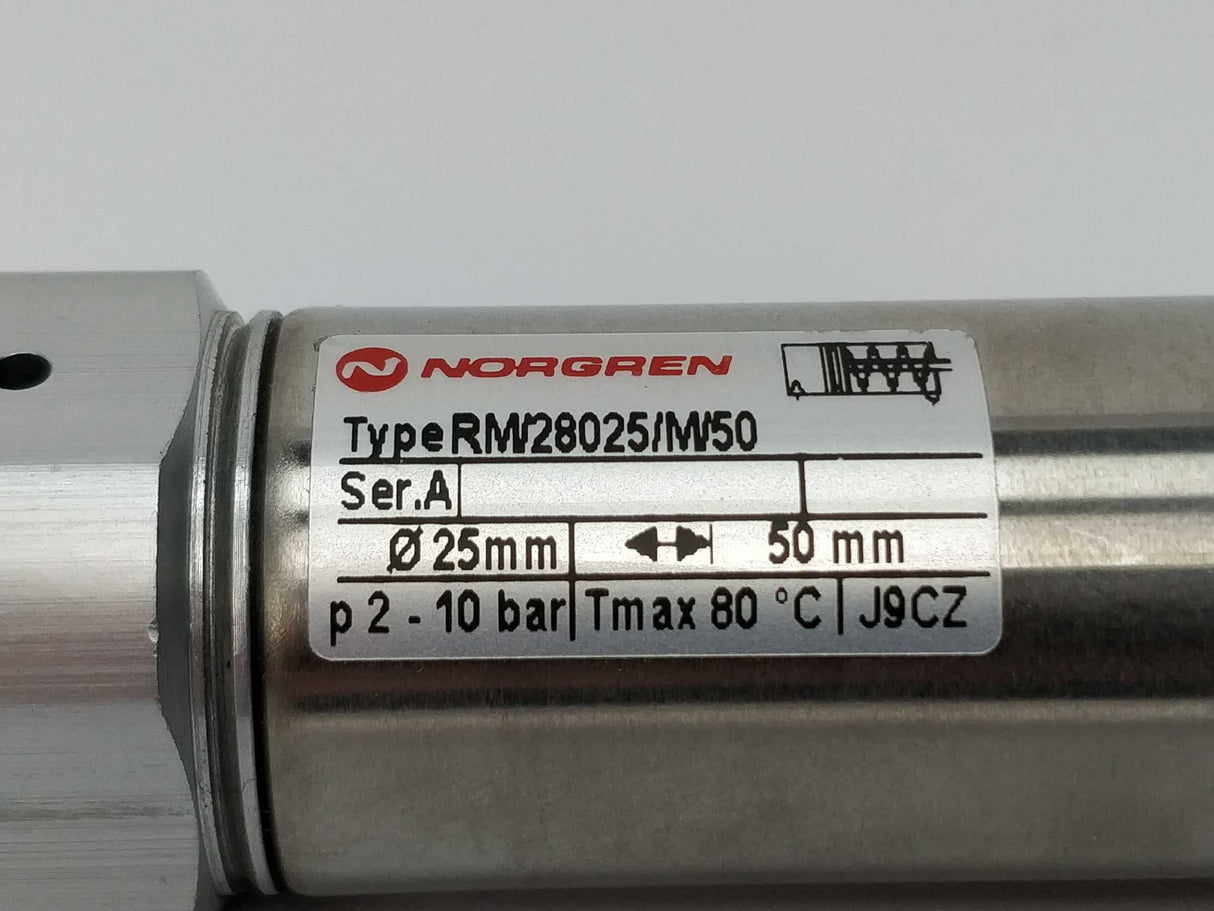 NORGREN
Type RM/28025/M/50
Ser.A
Ø 25mm 50 mm
p 2 - 10 bar Tmax 80 °C J9CZ